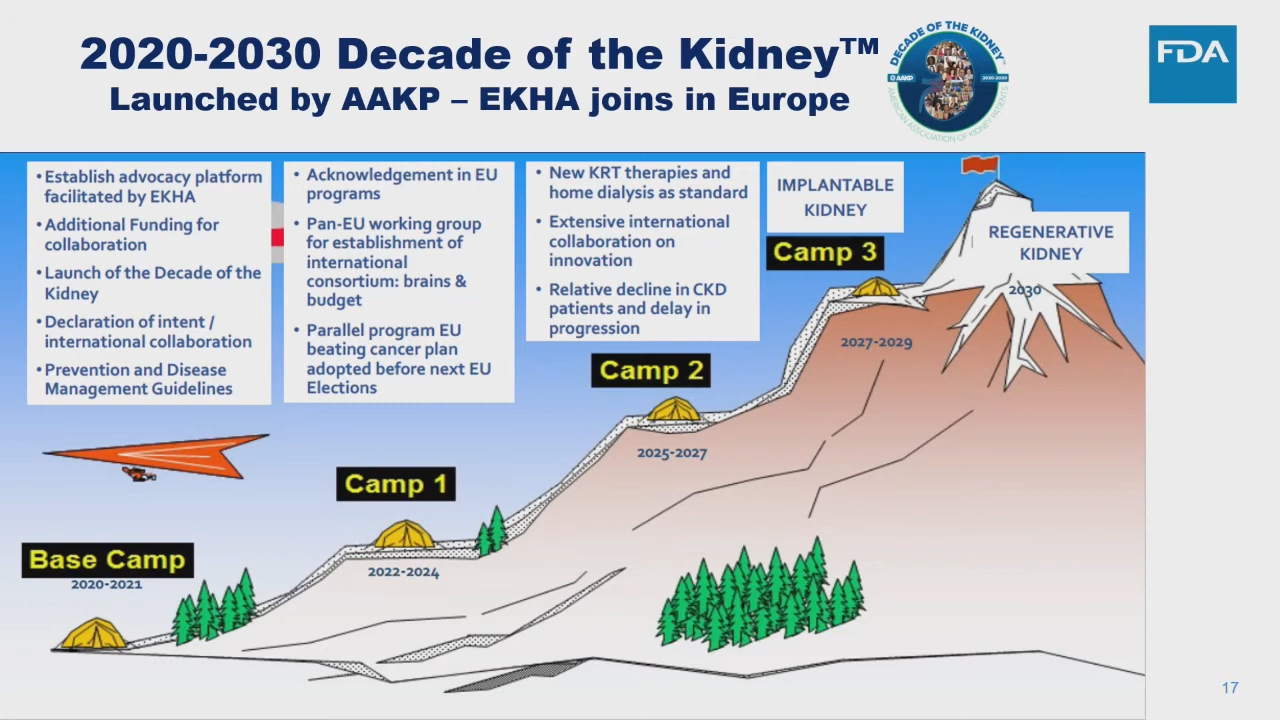 2020-2030 Decade of the Kidney™
Launched by AAKP – EKHA joins in Europe
DECADE OF THE KIDNEY
AAKP
2020-2030
AMERICAN ASSOCIATION OF KIDNEY PATIENTS
FDA
• Establish advocacy platform
facilitated by EKHA
• Additional Funding for
collaboration
• Launch of the Decade of the
Kidney
• Declaration of intent /
international collaboration
• Prevention and Disease
Management Guidelines
• Acknowledgement in EU
programs
• Pan-EU working group
for establishment of
international
consortium: brains &
budget
• Parallel program EU
beating cancer plan
adopted before next EU
Elections
• New KRT therapies and
home dialysis as standard
• Extensive international
collaboration on
innovation
• Relative decline in CKD
patients and delay in
progression
IMPLANTABLE
KIDNEY
Camp 3
2027-2029
REGENERATIVE
KIDNEY
2030
Camp 2
2025-2027
Camp 1
2022-2024
Base Camp
2020-2021
17